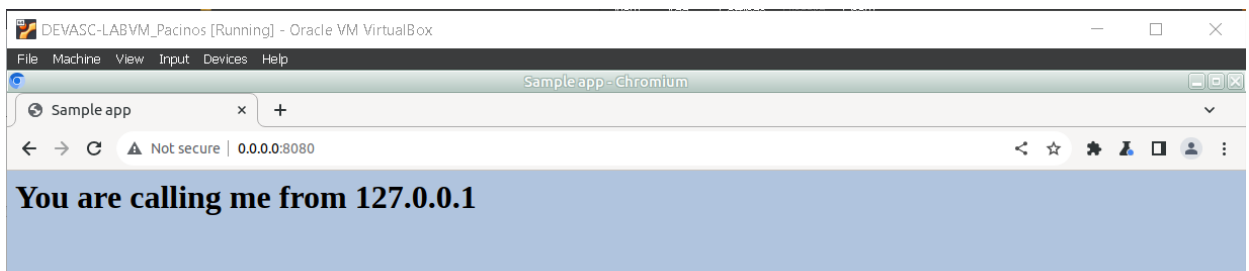 DEVASC-LABVM_Pacinos [Running] - Oracle VM VirtualBox
File Machine View Input Devices Help
Sample app - Chromium
Sample app
Not secure | 0.0.0.0:8080
You are calling me from 127.0.0.1